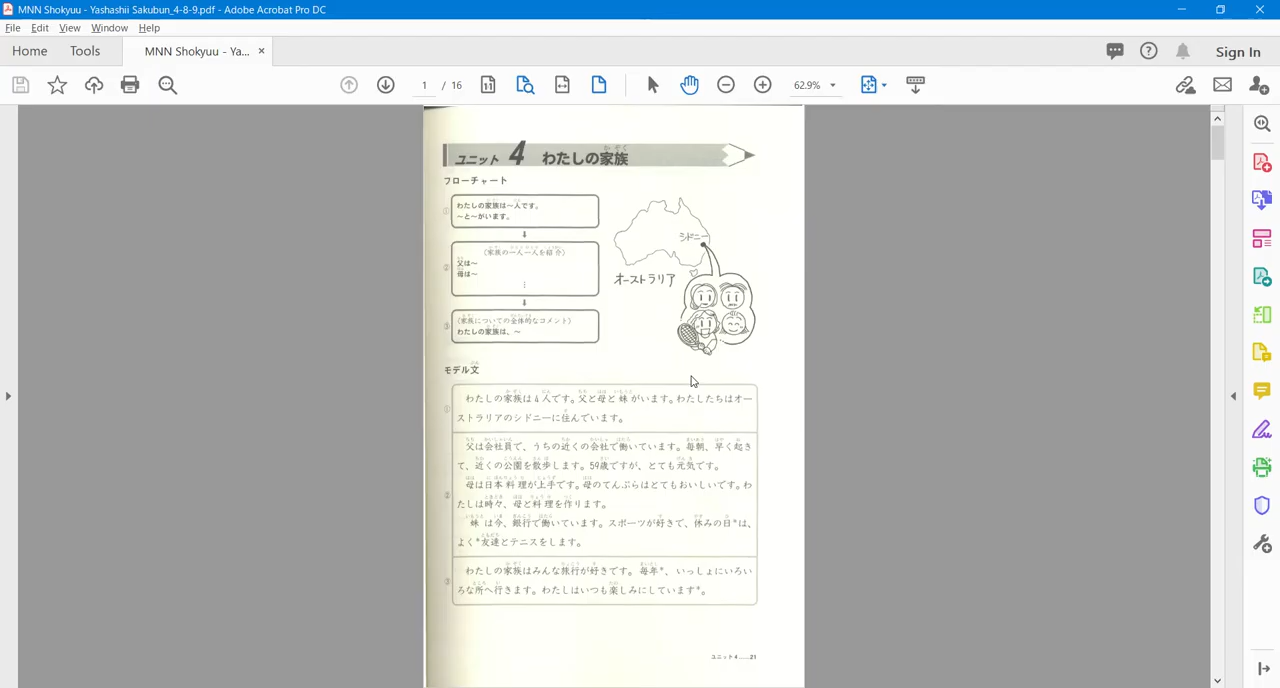 MNN Shokyuu - Yashashii Sakubun_4-8-9.pdf - Adobe Acrobat Pro DC
File Edit View Window Help
Home Tools MNN Shokyuu - Ya... × Sign In
1 / 16 62.9%
ユニット 4 わたしの家族
フローチャート
① わたしの家族は〜人です。
〜と〜がいます。
② (家族の一人一人を紹介)
父は〜
母は〜
③ (家族についての全体的なコメント)
わたしの家族は、〜
シドニー
オーストラリア
モデル文
① わたしの家族は4人です。父と母と妹がいます。わたしたちはオー
ストラリアのシドニーに住んでいます。
父は会社員で、うちの近くの会社で働いています。毎朝、早く起き
て、近くの公園を散歩します。59歳ですが、とても元気です。
母は日本料理が上手です。母のてんぷらはとてもおいしいです。わ
② たしは時々、母と料理を作ります。
妹は今、銀行で働いています。スポーツが好きで、休みの日*は、
よく*友達とテニスをします。
わたしの家族はみんな旅行が好きです。毎年*、いっしょにいろい
③ ろな所へ行きます。わたしはいつも楽しみにしています*。
ユニット4……21